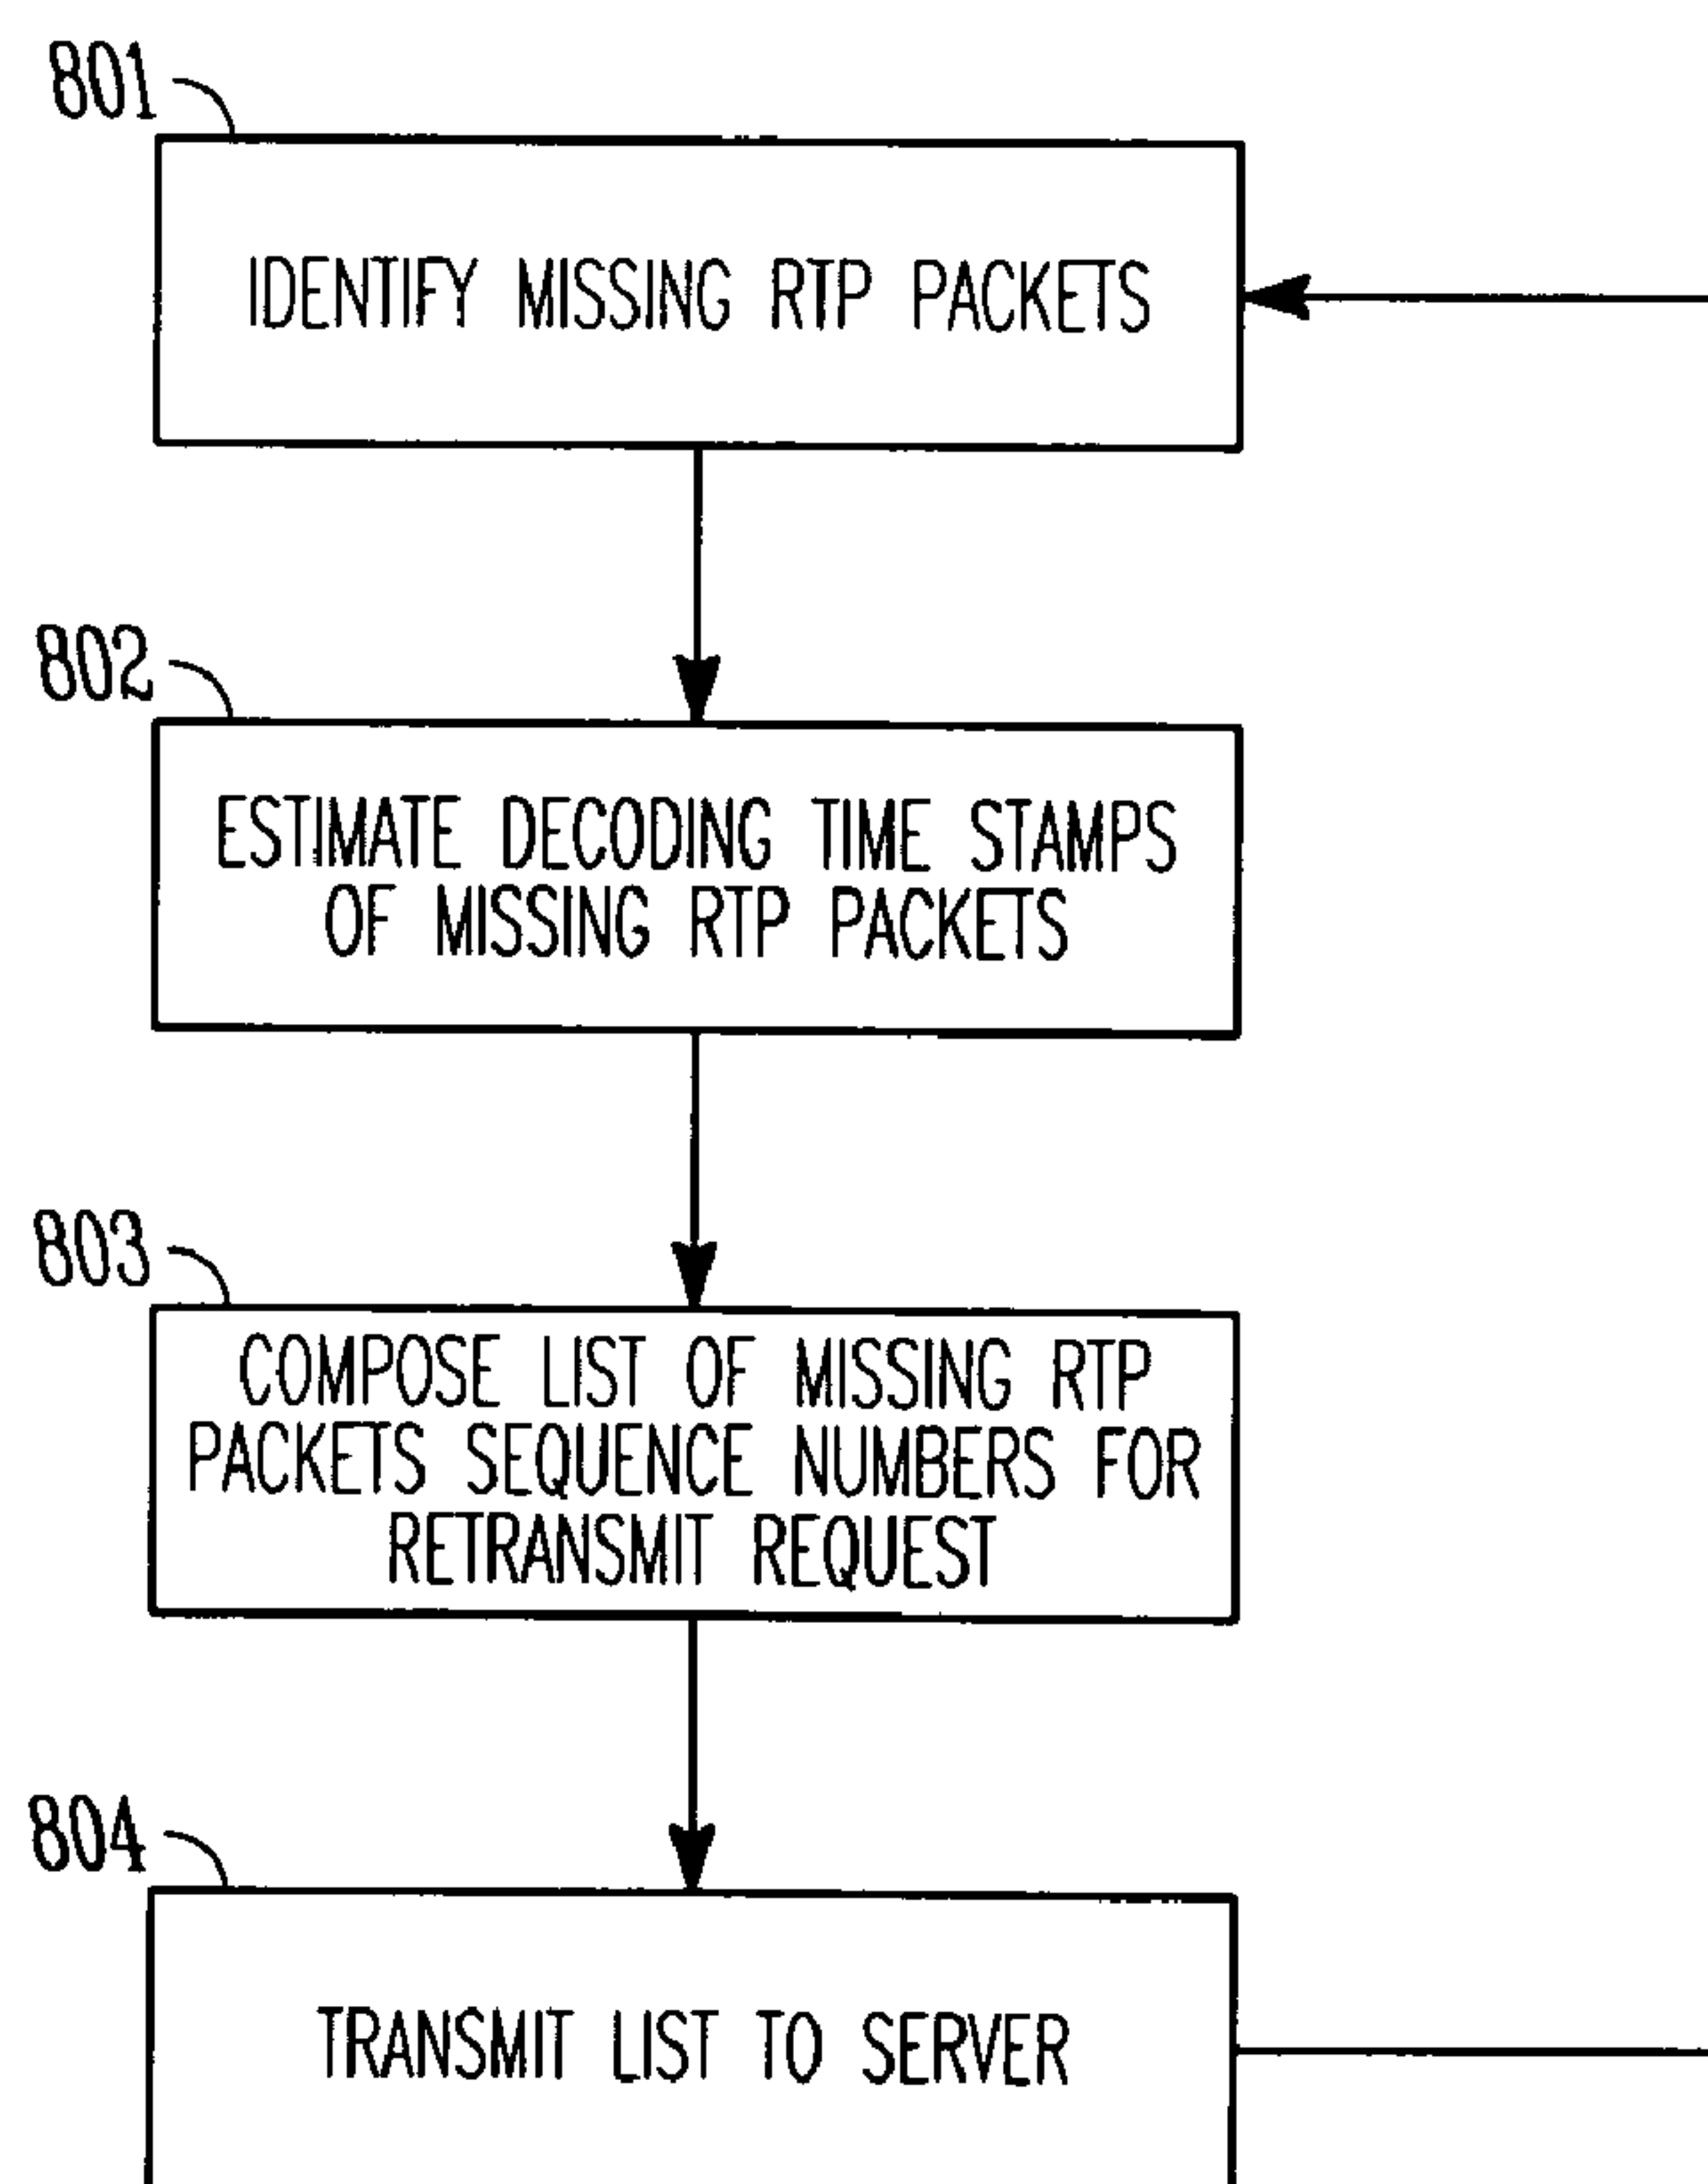 801
IDENTIFY MISSING RTP PACKETS
802
ESTIMATE DECODING TIME STAMPS
OF MISSING RTP PACKETS
803
COMPOSE LIST OF MISSING RTP
PACKETS SEQUENCE NUMBERS FOR
RETRANSMIT REQUEST
804
TRANSMIT LIST TO SERVER